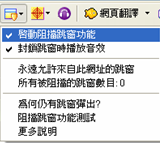 網頁翻譯
啟動阻擋跳窗功能
封鎖跳窗時播放音效
永遠允許來自此網址的跳窗
所有被阻擋的跳窗數目: 0
為何仍有跳窗彈出?
阻擋跳窗功能測試
更多說明